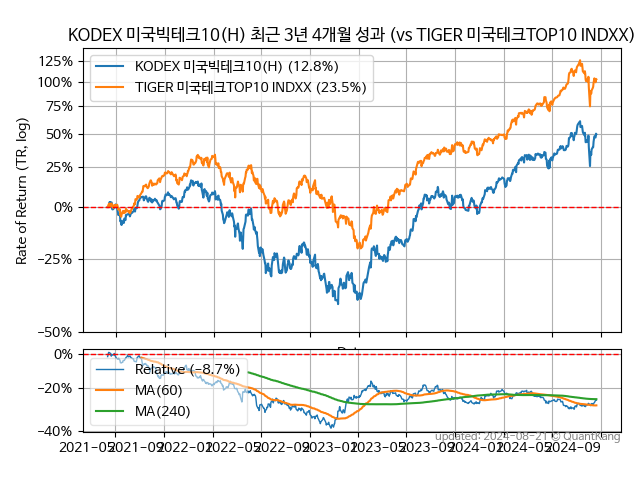 KODEX 미국빅테크10(H) 최근 3년 4개월 성과 (vs TIGER 미국테크TOP10 INDXX)
Rate of Return (TR, log)
125%
100%
75%
50%
25%
0%
−25%
−50%
KODEX 미국빅테크10(H) (12.8%)
TIGER 미국테크TOP10 INDXX (23.5%)
0%
−20%
−40%
Relative (−8.7%)
MA(60)
MA(240)
updated: 2024-08-21 © QuantKang
2021-05 2021-09 2022-01 2022-05 2022-09 2023-01 2023-05 2023-09 2024-01 2024-05 2024-09